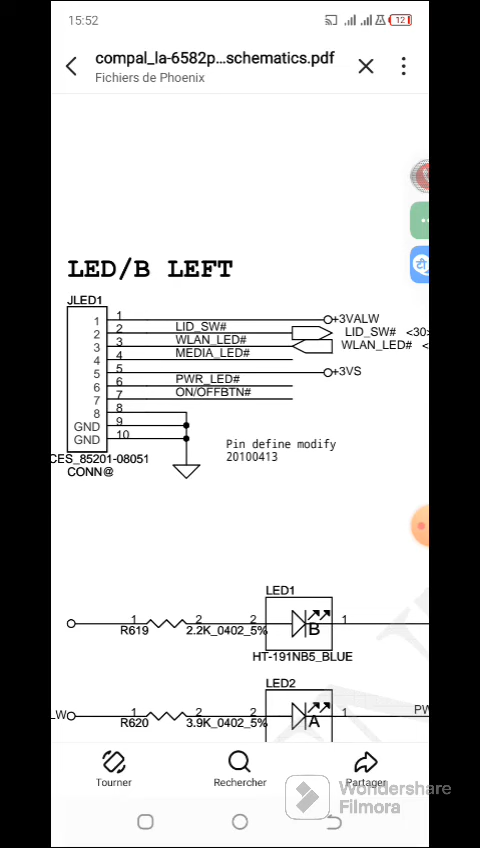 15:52
12
compal_la-6582p...schematics.pdf
Fichiers de Phoenix
LED/B LEFT
JLED1
1 1 +3VALW
2 2 LID_SW# LID_SW# <30>
3 3 WLAN_LED# WLAN_LED# <
4 4 MEDIA_LED#
5 5 +3VS
6 6 PWR_LED#
7 7 ON/OFFBTN#
8 8
GND 9
GND 10
CES_85201-08051
CONN@
Pin define modify
20100413
LED1
1 2 2 B 1
R619 2.2K_0402_5%
HT-191NB5_BLUE
LED2
LW 1 2 2 A 1 PW
R620 3.9K_0402_5%
Tourner
Rechercher
Partager
Wondershare
Filmora